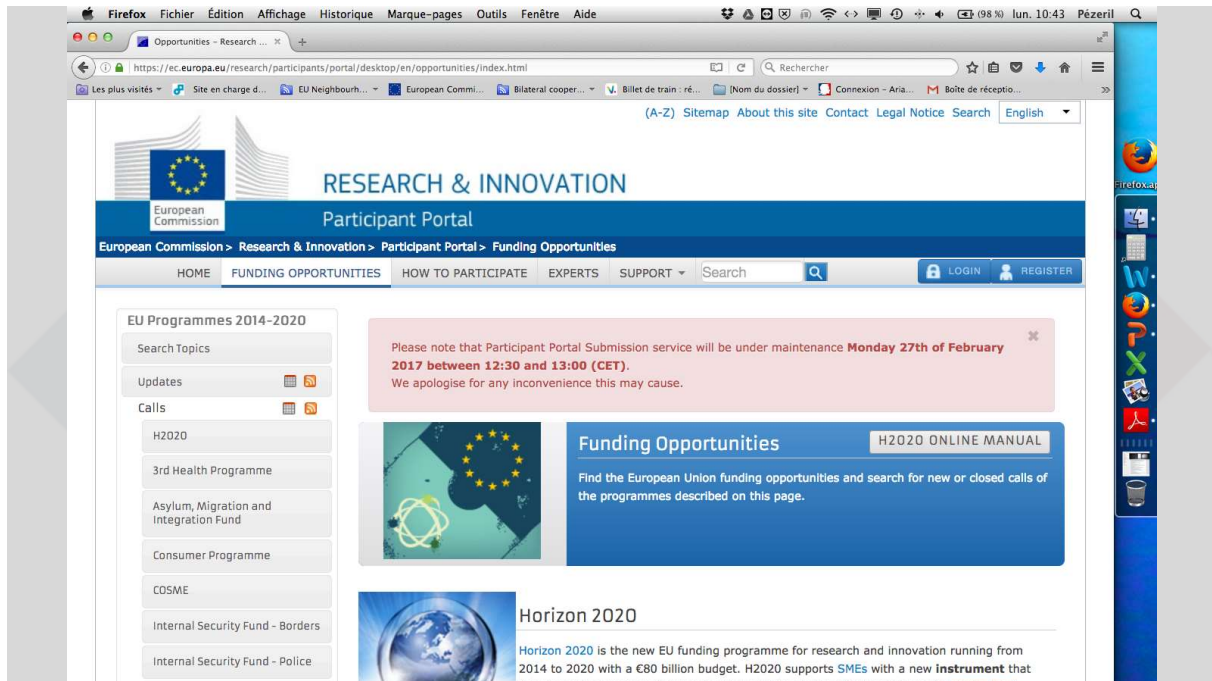 Firefox Fichier Édition Affichage Historique Marque-pages Outils Fenêtre Aide (98 %) lun. 10:43 Pézeril
Opportunities – Research ...
https://ec.europa.eu/research/participants/portal/desktop/en/opportunities/index.html Rechercher
Les plus visités Site en charge d... EU Neighbourh... European Commi... Bilateral cooper... Billet de train : ré... [Nom du dossier] Connexion – Aria... Boîte de réceptio...
(A-Z) Sitemap About this site Contact Legal Notice Search English
Firefox.ap
RESEARCH & INNOVATION
European
Commission
Participant Portal
European Commission > Research & Innovation > Participant Portal > Funding Opportunities
HOME FUNDING OPPORTUNITIES HOW TO PARTICIPATE EXPERTS SUPPORT Search LOGIN REGISTER
EU Programmes 2014-2020
Search Topics
Updates
Calls
H2020
3rd Health Programme
Asylum, Migration and
Integration Fund
Consumer Programme
COSME
Internal Security Fund - Borders
Internal Security Fund - Police
Please note that Participant Portal Submission service will be under maintenance Monday 27th of February
2017 between 12:30 and 13:00 (CET).
We apologise for any inconvenience this may cause.
Funding Opportunities
H2020 ONLINE MANUAL
Find the European Union funding opportunities and search for new or closed calls of
the programmes described on this page.
Horizon 2020
Horizon 2020 is the new EU funding programme for research and innovation running from
2014 to 2020 with a €80 billion budget. H2020 supports SMEs with a new instrument that